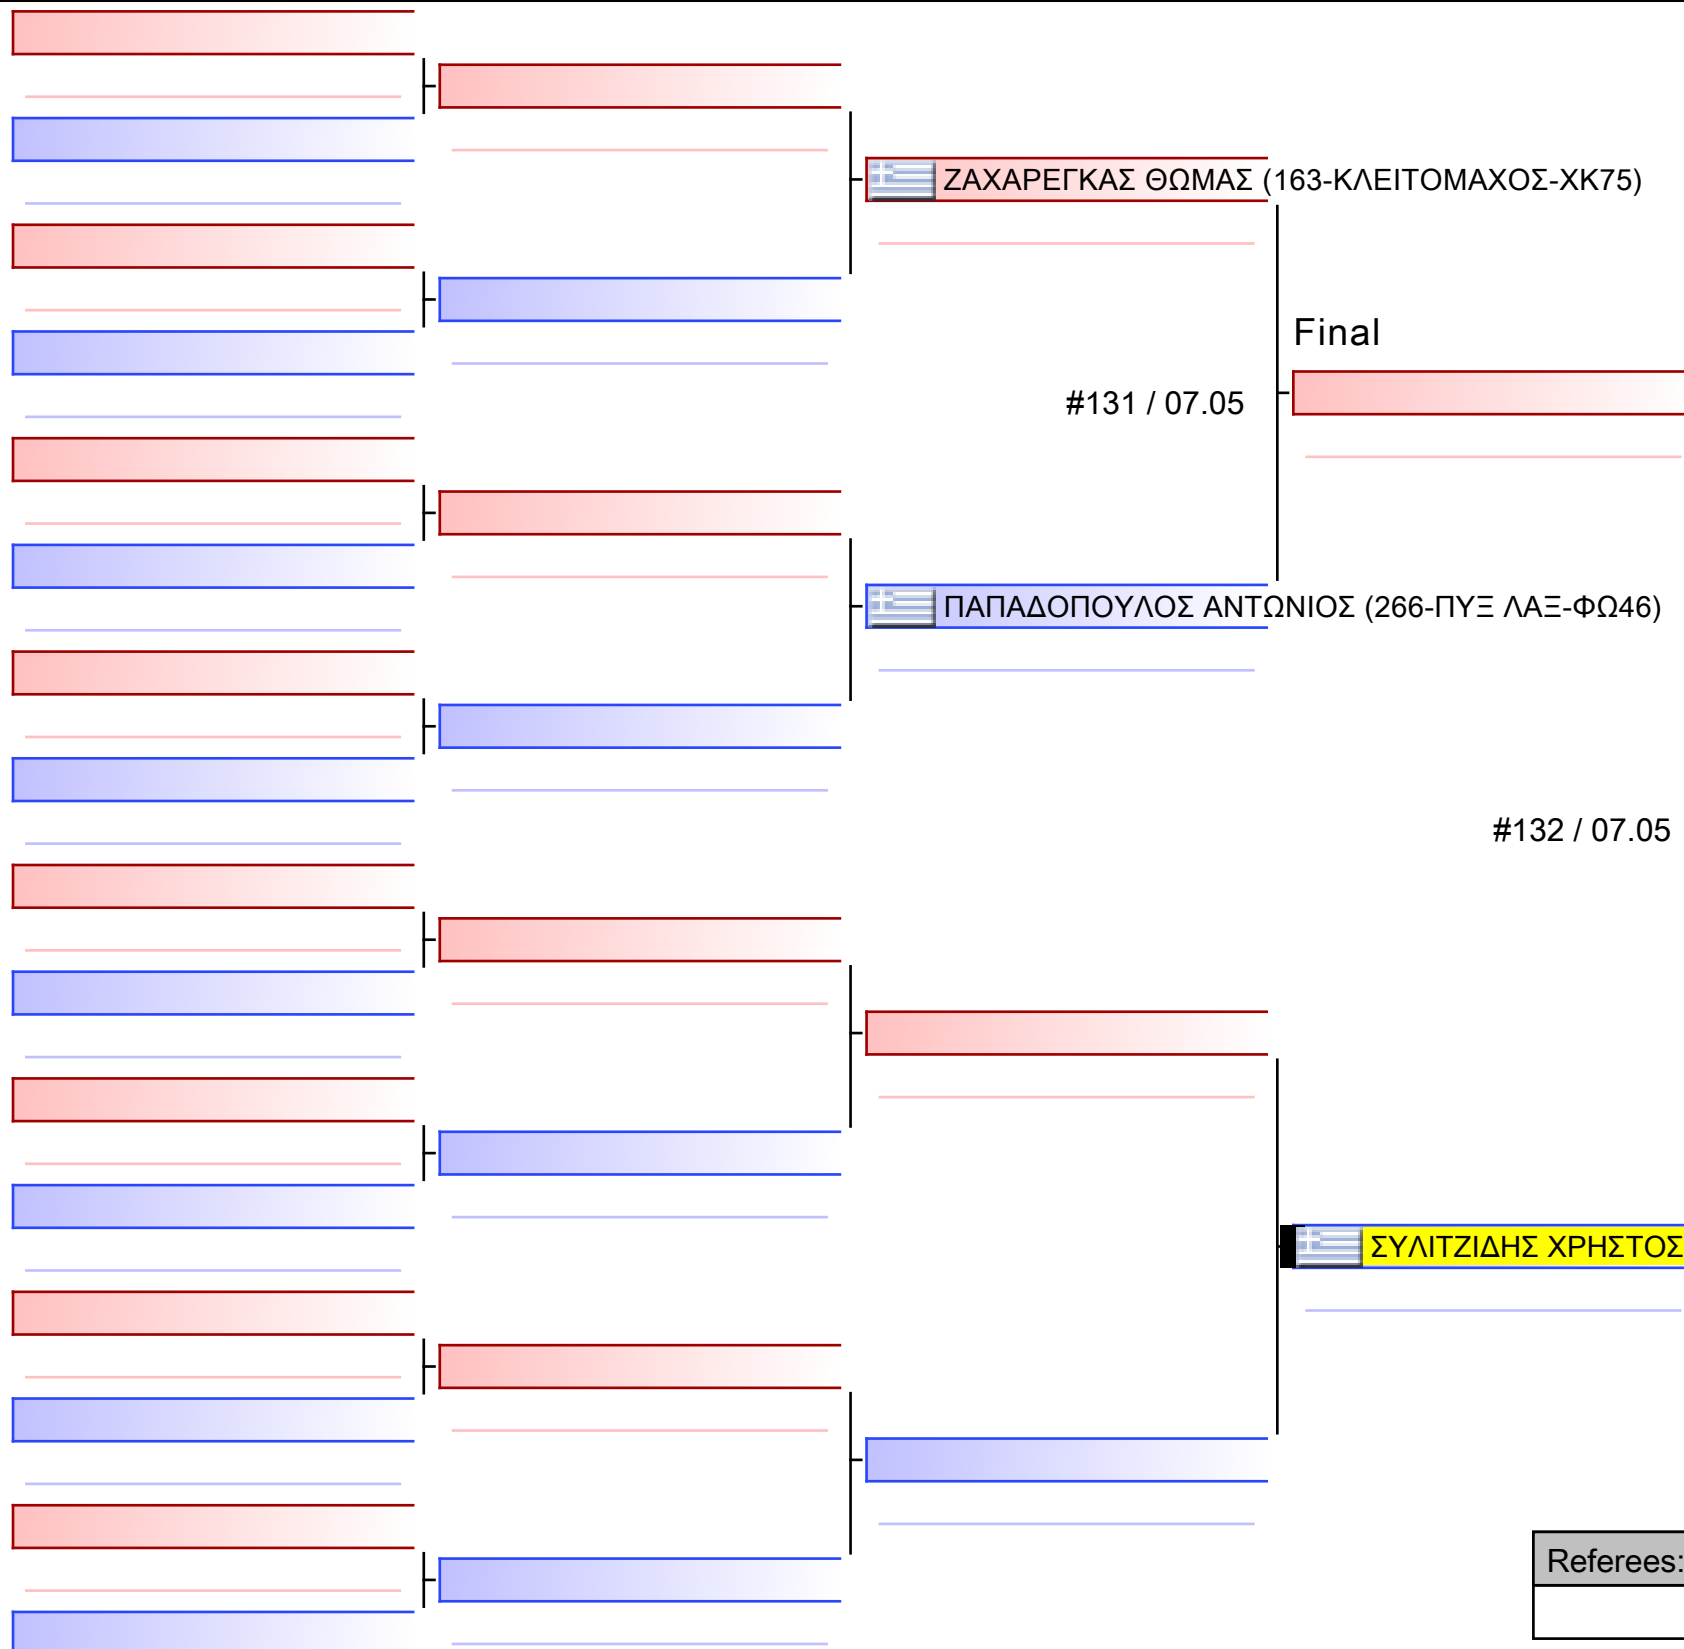 ΖΑΧΑΡΕΓΚΑΣ ΘΩΜΑΣ (163-ΚΛΕΙΤΟΜΑΧΟΣ-ΧΚ75)
Final
#131 / 07.05
ΠΑΠΑΔΟΠΟΥΛΟΣ ΑΝΤΩΝΙΟΣ (266-ΠΥΞ ΛΑΞ-ΦΩ46)
#132 / 07.05
ΣΥΛΙΤΖΙΔΗΣ ΧΡΗΣΤΟΣ
Referees: